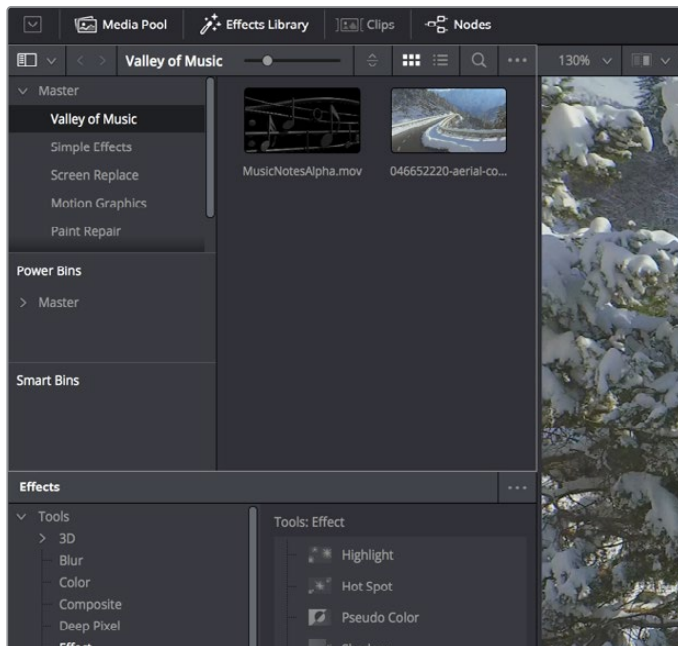 Media Pool Effects Library Clips Nodes
Valley of Music 130%
Master
Valley of Music
Simple Effects
Screen Replace
Motion Graphics
Paint Repair
MusicNotesAlpha.mov 046652220-aerial-co...
Power Bins
Master
Smart Bins
Effects
Tools
3D
Blur
Color
Composite
Deep Pixel
Effect
Tools: Effect
Highlight
Hot Spot
Pseudo Color